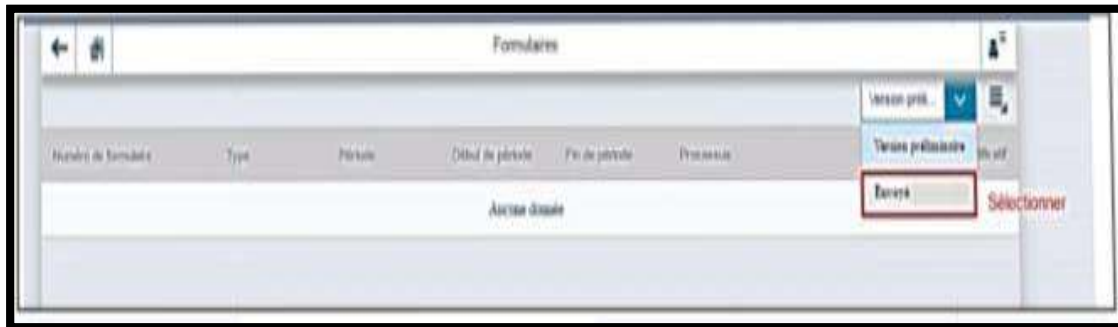 Formulaires
Version prél...
Numéro de formulaire Type Période Début de période Fin de période Processus
Version préliminaire
Aucune donnée
Envoyé
Sélectionner